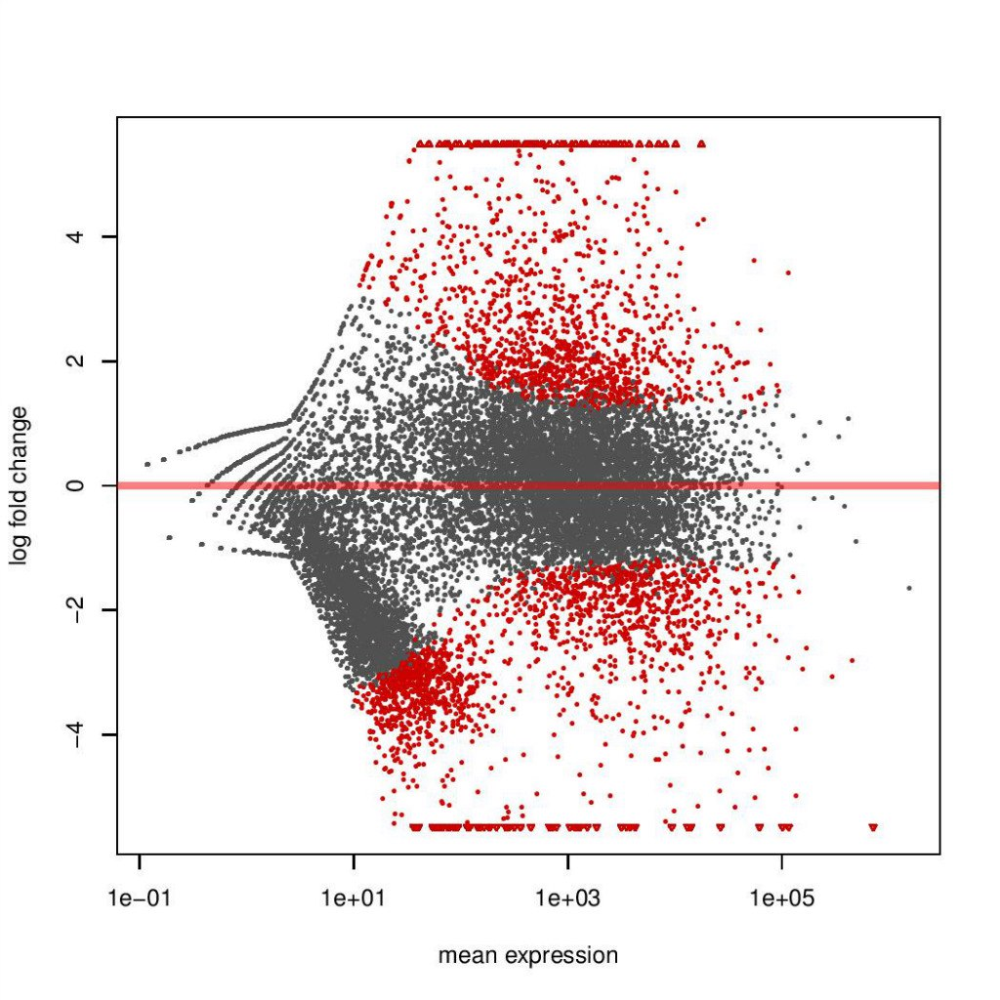 log fold change
4
2
0
−2
−4
1e−01
1e+01
1e+03
1e+05
mean expression